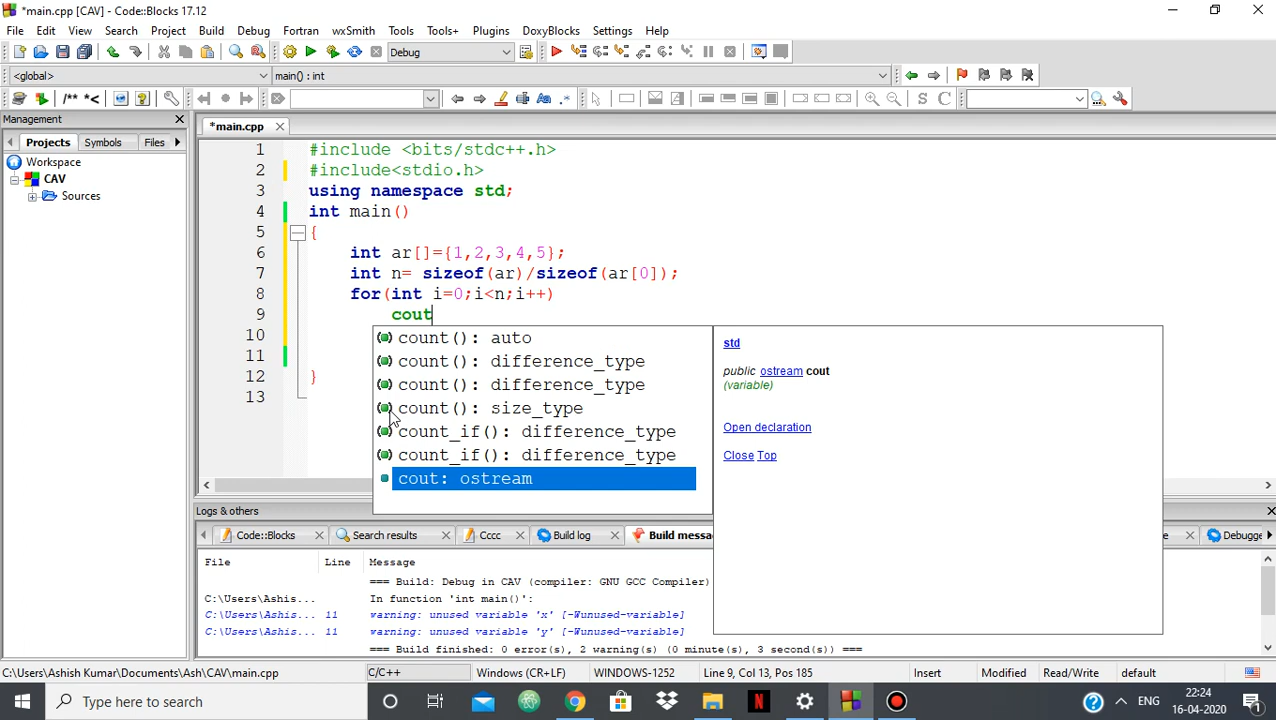 *main.cpp [CAV] - Code::Blocks 17.12
File Edit View Search Project Build Debug Fortran wxSmith Tools Tools+ Plugins DoxyBlocks Settings Help
Debug
<global> main() : int
/** *<
S C
Management
Projects Symbols Files
Workspace
CAV
Sources
*main.cpp
1 #include <bits/stdc++.h>
2 #include<stdio.h>
3 using namespace std;
4 int main()
5 {
6 int ar[]={1,2,3,4,5};
7 int n= sizeof(ar)/sizeof(ar[0]);
8 for(int i=0;i<n;i++)
9 cout
10
11
12 }
13
count(): auto
count(): difference_type
count(): difference_type
count(): size_type
count_if(): difference_type
count_if(): difference_type
cout: ostream
std
public ostream cout
(variable)
Open declaration
Close Top
Logs & others
Code::Blocks Search results Cccc Build log Build messa Debugge
File Line Message
=== Build: Debug in CAV (compiler: GNU GCC Compiler)
C:\Users\Ashis... In function 'int main()':
C:\Users\Ashis... 11 warning: unused variable 'x' [-Wunused-variable]
C:\Users\Ashis... 11 warning: unused variable 'y' [-Wunused-variable]
=== Build finished: 0 error(s), 2 warning(s) (0 minute(s), 3 second(s)) ===
C:\Users\Ashish Kumar\Documents\Ash\CAV\main.cpp C/C++ Windows (CR+LF) WINDOWS-1252 Line 9, Col 13, Pos 185 Insert Modified Read/Write default
Type here to search
ENG
22:24
16-04-2020